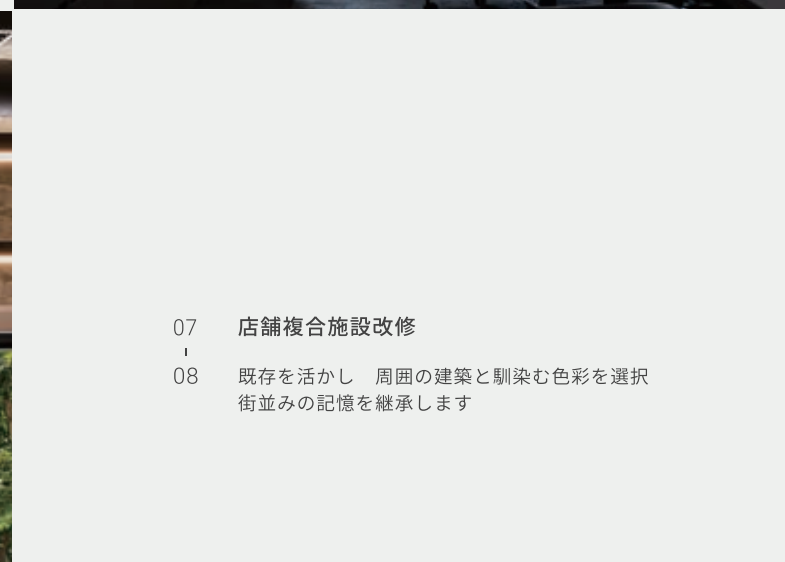 07
店舗複合施設改修
08
既存を活かし　周囲の建築と馴染む色彩を選択
街並みの記憶を継承します